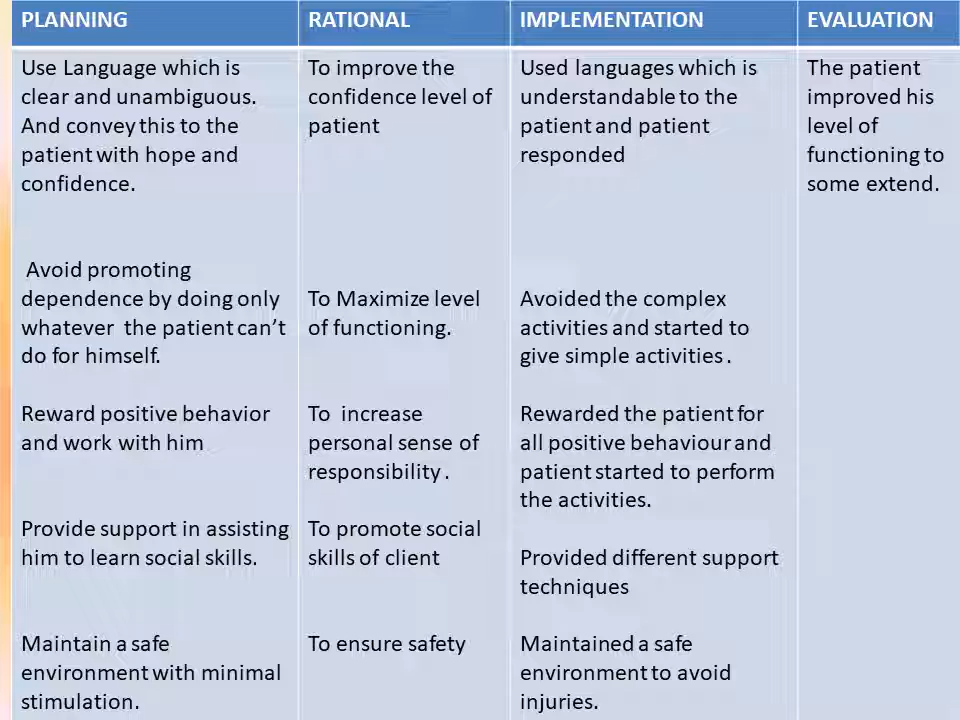 PLANNING
RATIONAL
IMPLEMENTATION
EVALUATION
Use Language which is
clear and unambiguous.
And convey this to the
patient with hope and
confidence.
To improve the
confidence level of
patient
Used languages which is
understandable to the
patient and patient
responded
The patient
improved his
level of
functioning to
some extend.
Avoid promoting
dependence by doing only
whatever the patient can't
do for himself.
To Maximize level
of functioning.
Avoided the complex
activities and started to
give simple activities .
Reward positive behavior
and work with him
To increase
personal sense of
responsibility .
Rewarded the patient for
all positive behaviour and
patient started to perform
the activities.
Provide support in assisting
him to learn social skills.
To promote social
skills of client
Provided different support
techniques
Maintain a safe
environment with minimal
stimulation.
To ensure safety
Maintained a safe
environment to avoid
injuries.